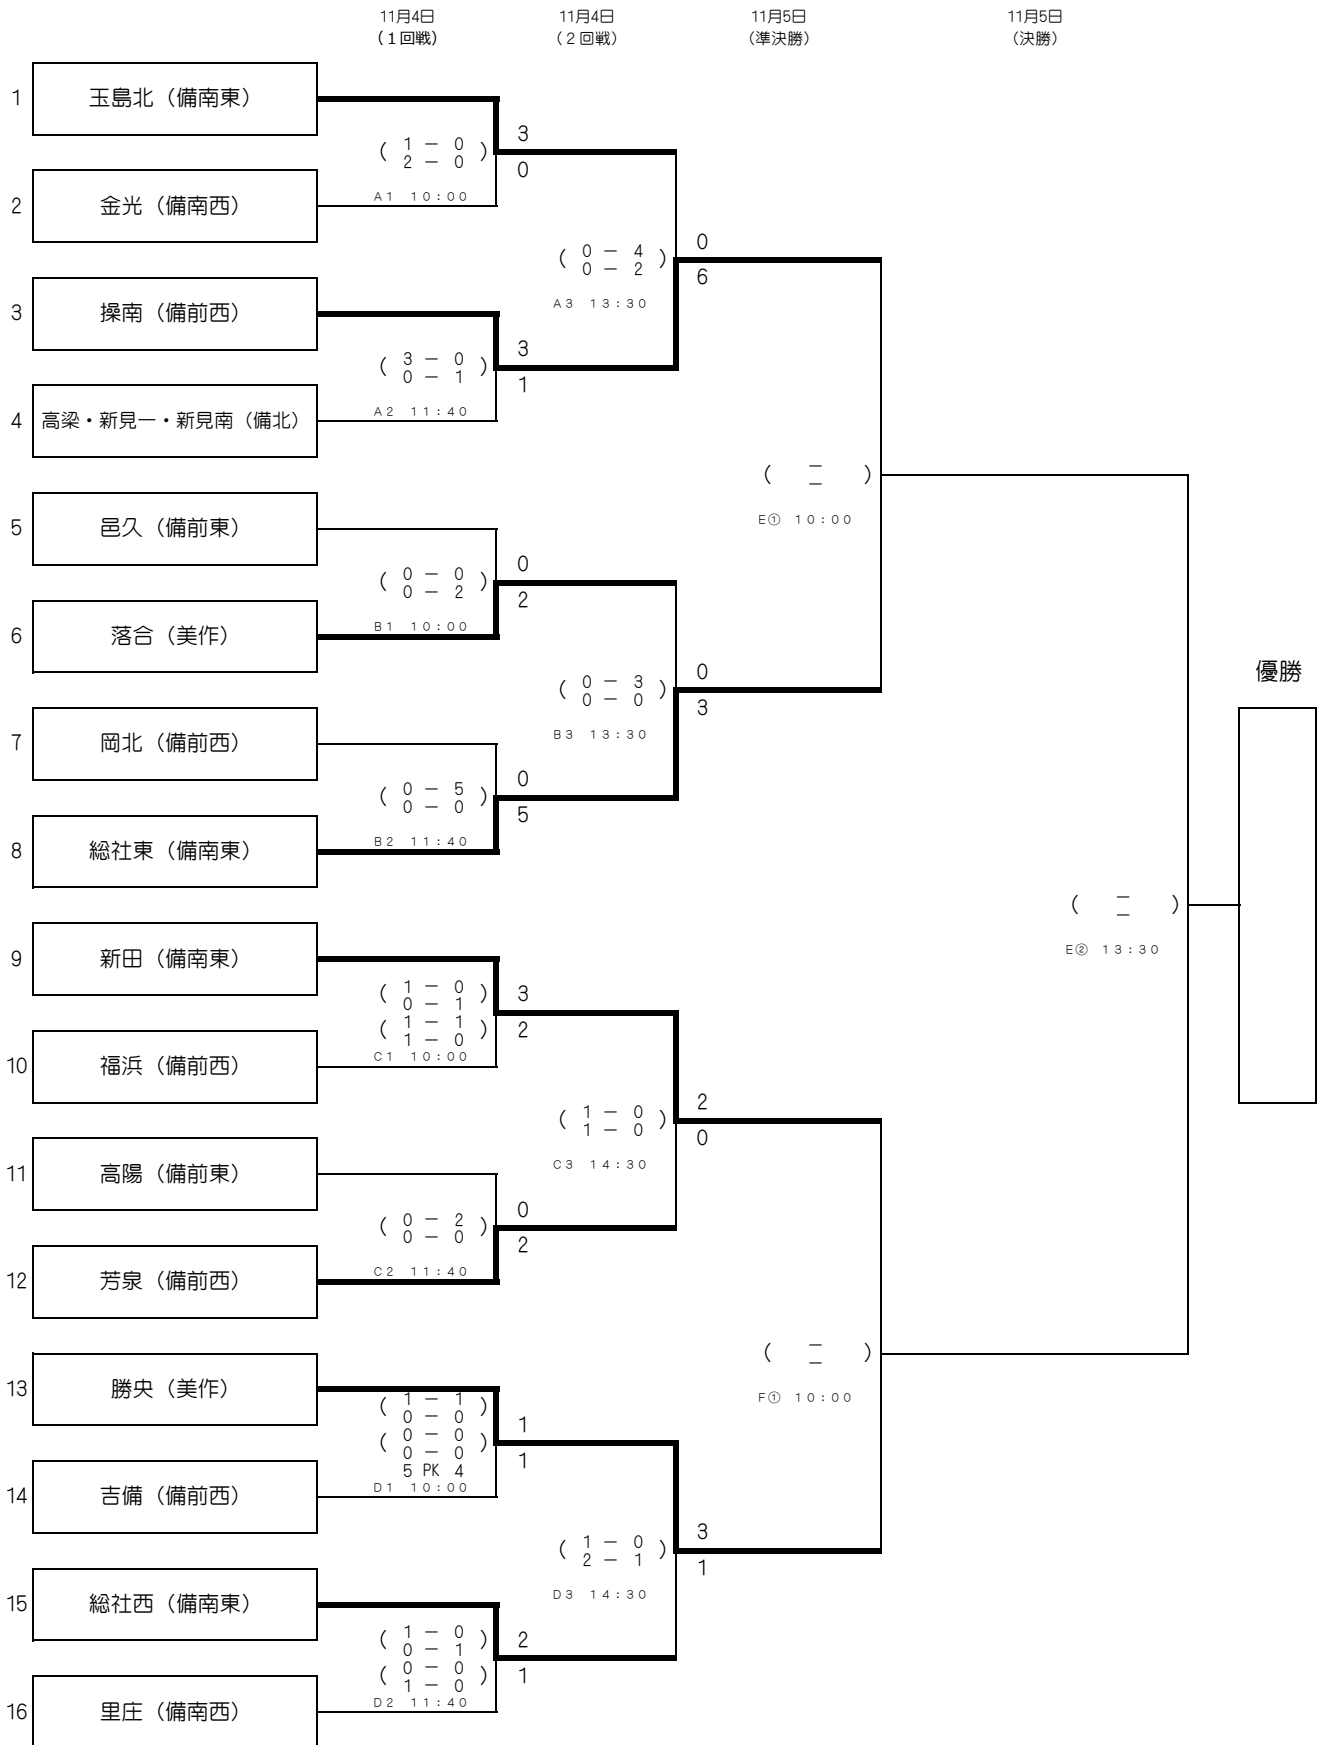 11月4日
(１回戦)
11月4日
(２回戦)
11月5日
(準決勝)
11月5日
(決勝)
1
玉島北（備南東）
( 1 － 0 )
2 － 0
3
0
A1 10:00
2
金光（備南西）
( 0 － 4 )
0 － 2
0
6
A3 13:30
3
操南（備前西）
( 3 － 0 )
0 － 1
3
1
A2 11:40
4
高梁・新見一・新見南（備北）
( － )
－
E① 10:00
5
邑久（備前東）
( 0 － 0 )
0 － 2
0
2
B1 10:00
6
落合（美作）
( 0 － 3 )
0 － 0
0
3
B3 13:30
7
岡北（備前西）
( 0 － 5 )
0 － 0
0
5
B2 11:40
8
総社東（備南東）
優勝
( － )
－
E② 13:30
9
新田（備南東）
( 1 － 0 )
0 － 1
( 1 － 1 )
1 － 0
3
2
C1 10:00
10
福浜（備前西）
( 1 － 0 )
1 － 0
2
0
C3 14:30
11
高陽（備前東）
( 0 － 2 )
0 － 0
0
2
C2 11:40
12
芳泉（備前西）
( － )
－
F① 10:00
13
勝央（美作）
( 1 － 1 )
0 － 0
( 0 － 0 )
0 － 0
5 PK 4
1
1
D1 10:00
14
吉備（備前西）
( 1 － 0 )
2 － 1
3
1
D3 14:30
15
総社西（備南東）
( 1 － 0 )
0 － 1
( 0 － 0 )
1 － 0
2
1
D2 11:40
16
里庄（備南西）